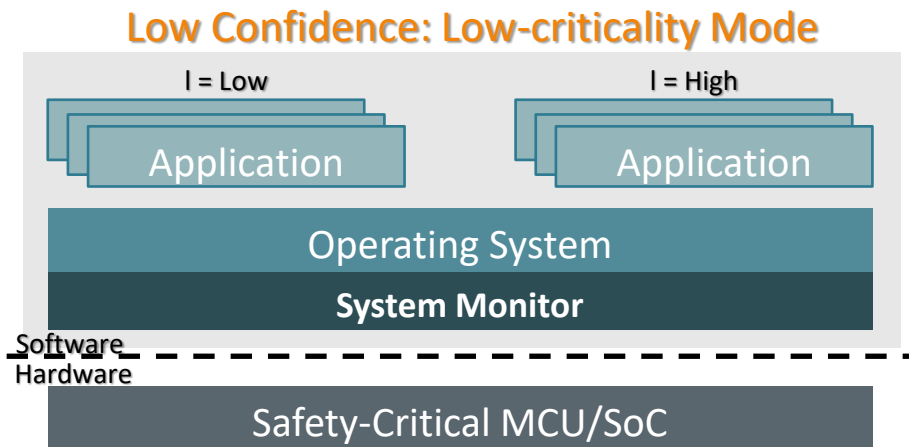 Low Confidence: Low-criticality Mode
l = Low
l = High
Application
Application
Operating System
System Monitor
Software
Hardware
Safety-Critical MCU/SoC